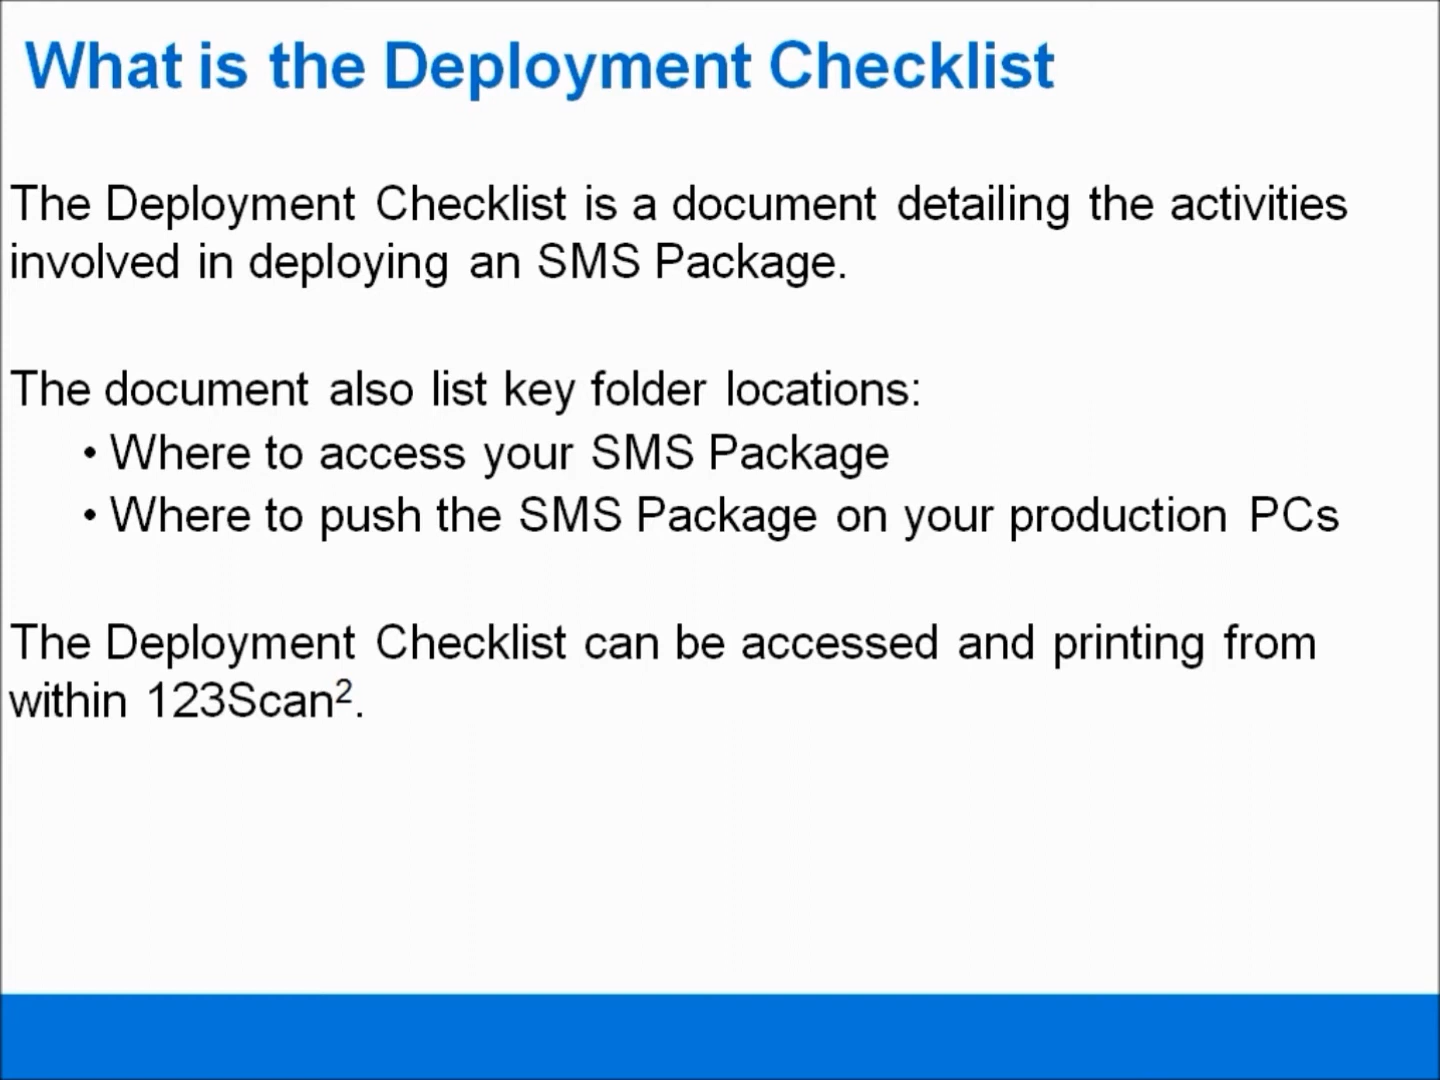 What is the Deployment Checklist
The Deployment Checklist is a document detailing the activities
involved in deploying an SMS Package.
The document also list key folder locations:
• Where to access your SMS Package
• Where to push the SMS Package on your production PCs
The Deployment Checklist can be accessed and printing from
within 123Scan².